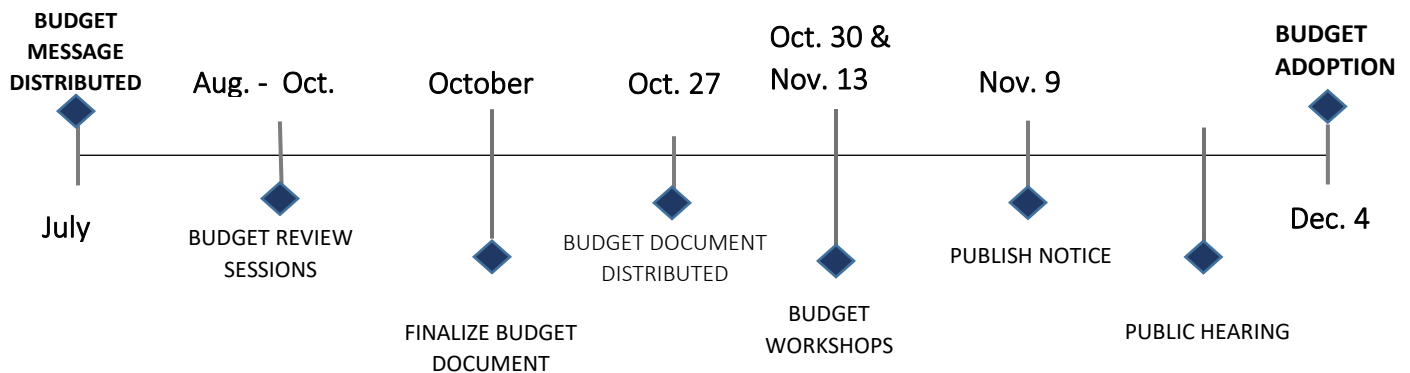 BUDGET
MESSAGE
DISTRIBUTED
July
Aug. - Oct.
BUDGET REVIEW
SESSIONS
October
FINALIZE BUDGET
DOCUMENT
Oct. 27
BUDGET DOCUMENT
DISTRIBUTED
Oct. 30 &
Nov. 13
BUDGET
WORKSHOPS
Nov. 9
PUBLISH NOTICE
PUBLIC HEARING
BUDGET
ADOPTION
Dec. 4